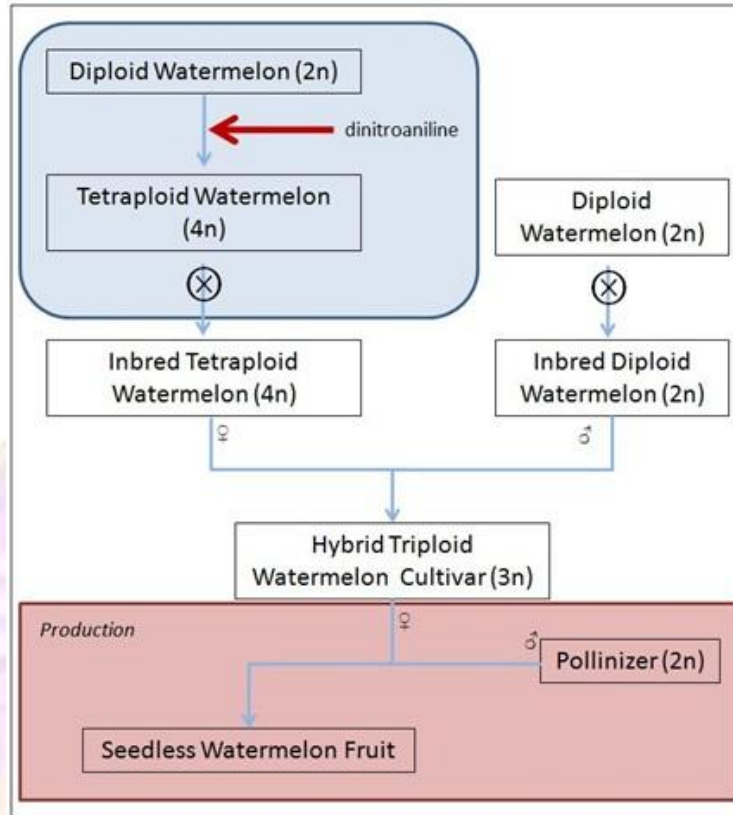 Diploid Watermelon (2n)
dinitroaniline
Tetraploid Watermelon
(4n)
Diploid
Watermelon (2n)
Inbred Tetraploid
Watermelon (4n)
Inbred Diploid
Watermelon (2n)
♀
♂
Hybrid Triploid
Watermelon Cultivar (3n)
Production
♀
♂
Pollinizer (2n)
Seedless Watermelon Fruit